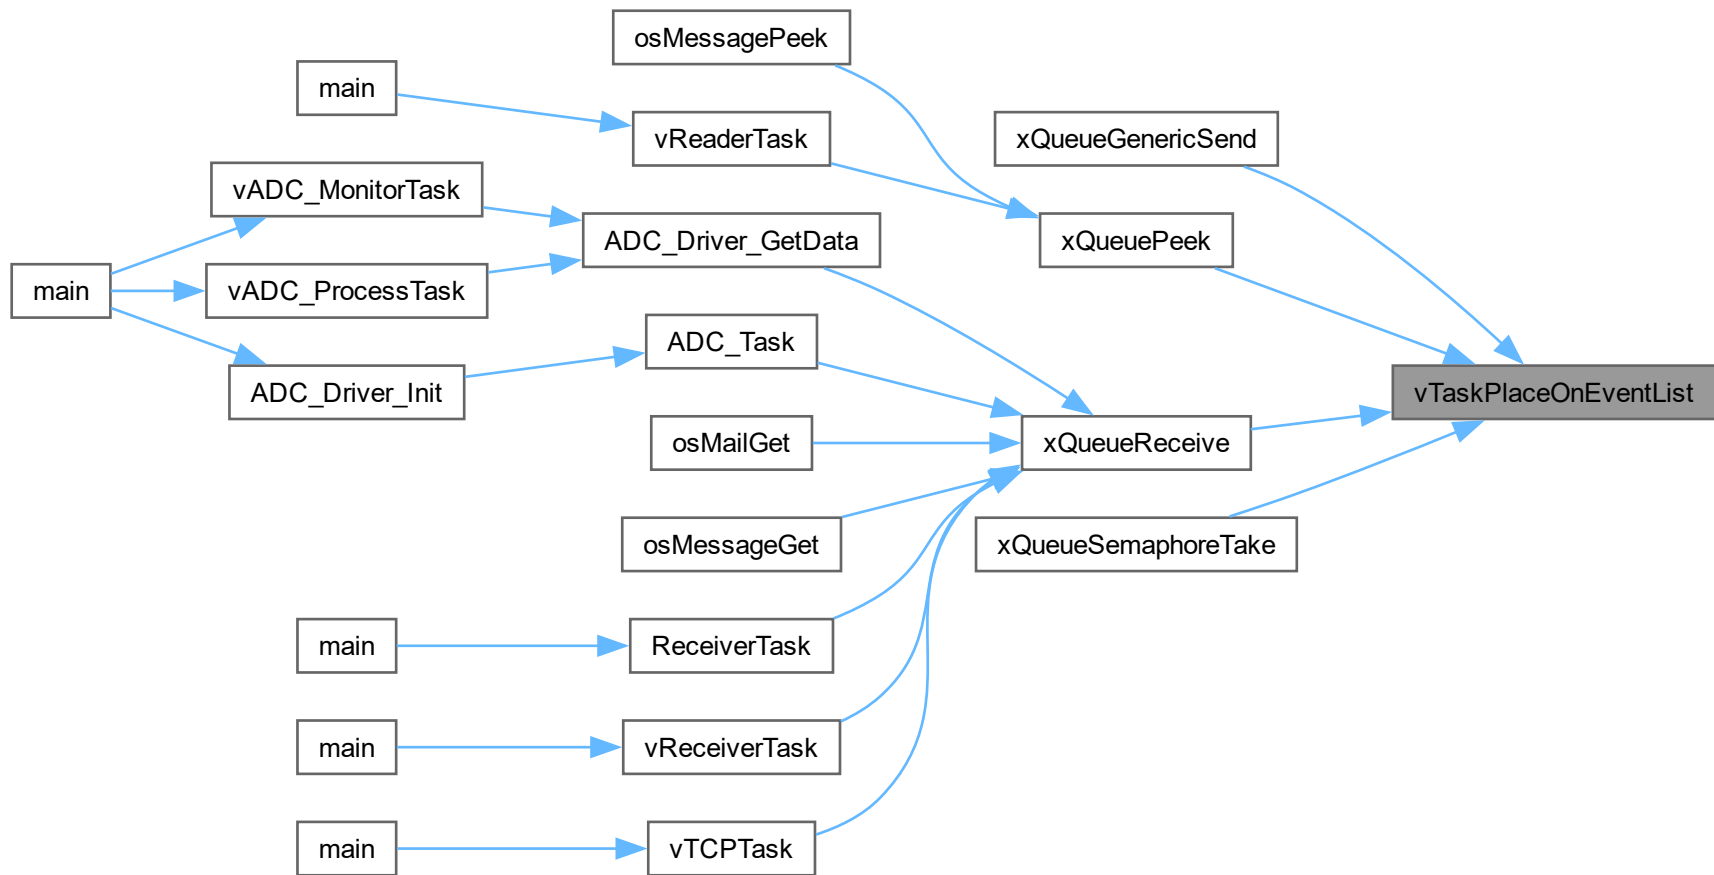 osMessagePeek
main
vReaderTask
xQueueGenericSend
vADC_MonitorTask
ADC_Driver_GetData
xQueuePeek
main
vADC_ProcessTask
ADC_Task
ADC_Driver_Init
vTaskPlaceOnEventList
osMailGet
xQueueReceive
osMessageGet
xQueueSemaphoreTake
main
ReceiverTask
main
vReceiverTask
main
vTCPTask